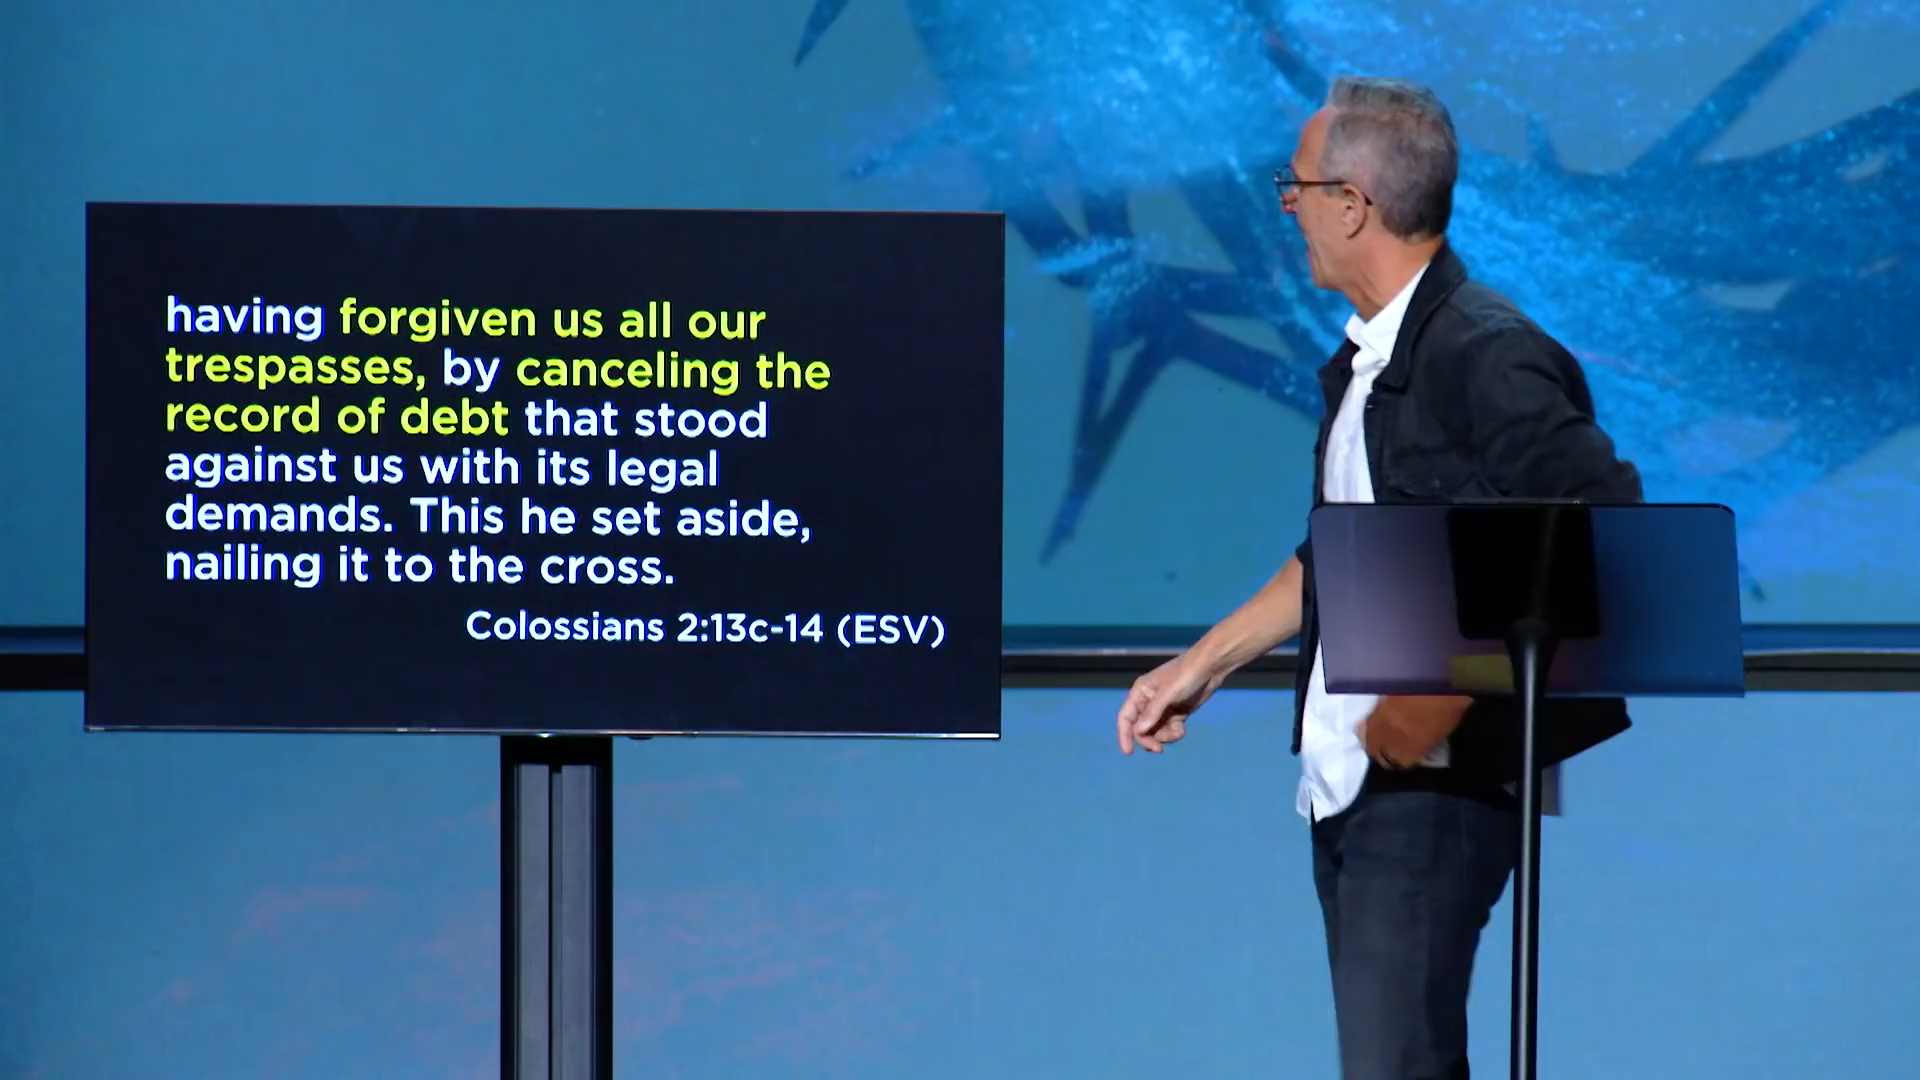 having forgiven us all our
trespasses, by canceling the
record of debt that stood
against us with its legal
demands. This he set aside,
nailing it to the cross.
Colossians 2:13c-14 (ESV)